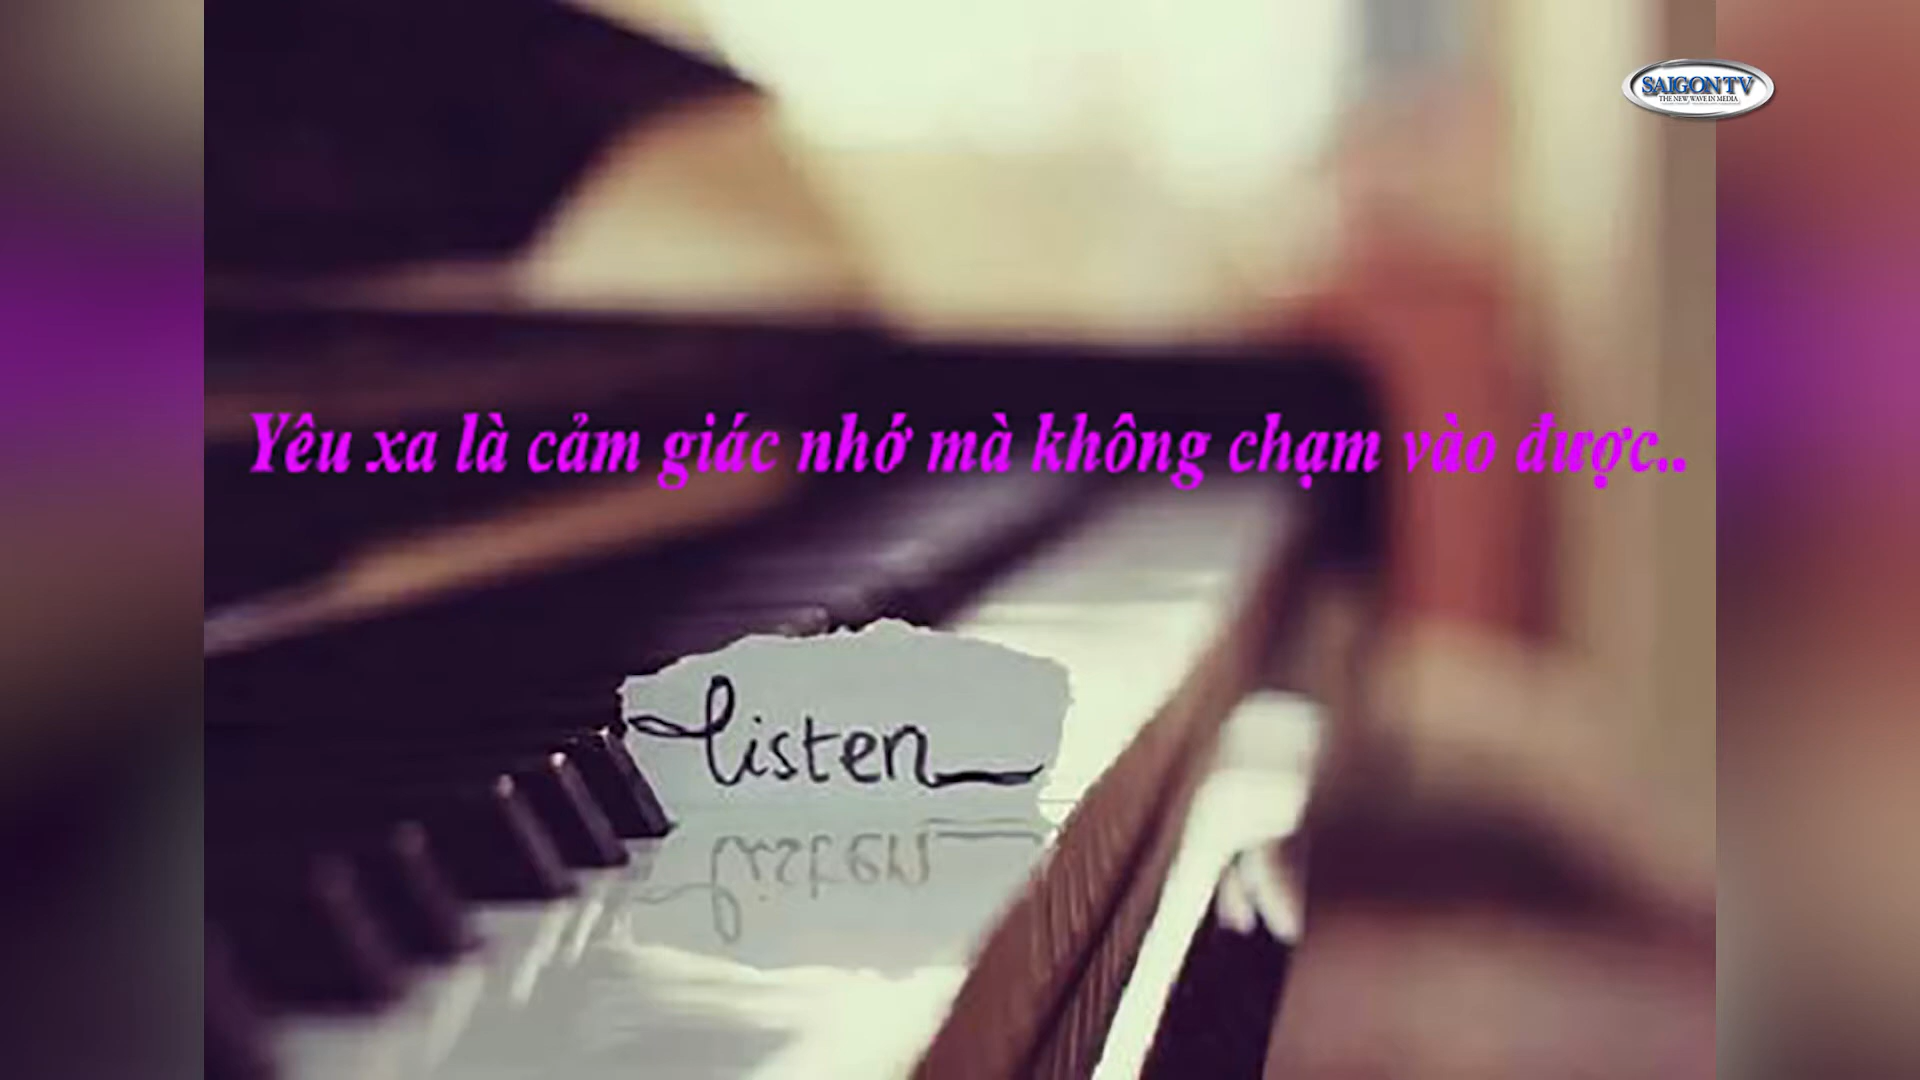 SAIGON TV
THE NEW WAVE IN MEDIA
Yêu xa là cảm giác nhớ mà không chạm vào được..
listen